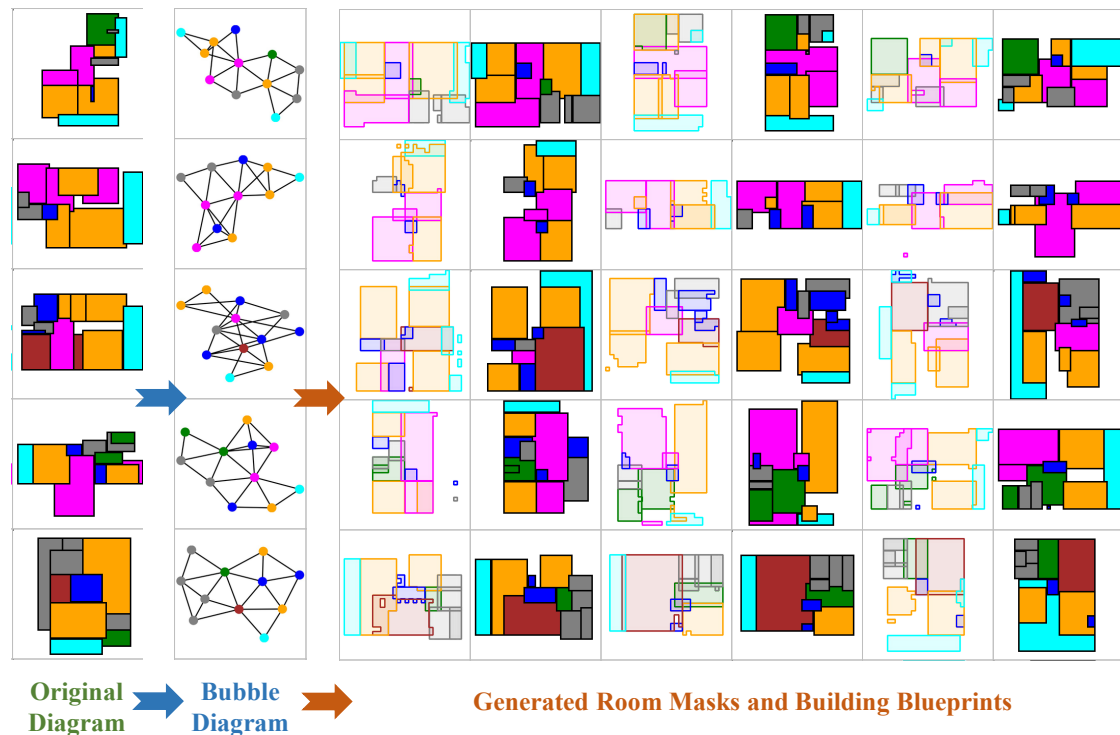 Original
Diagram
Bubble
Diagram
Generated Room Masks and Building Blueprints